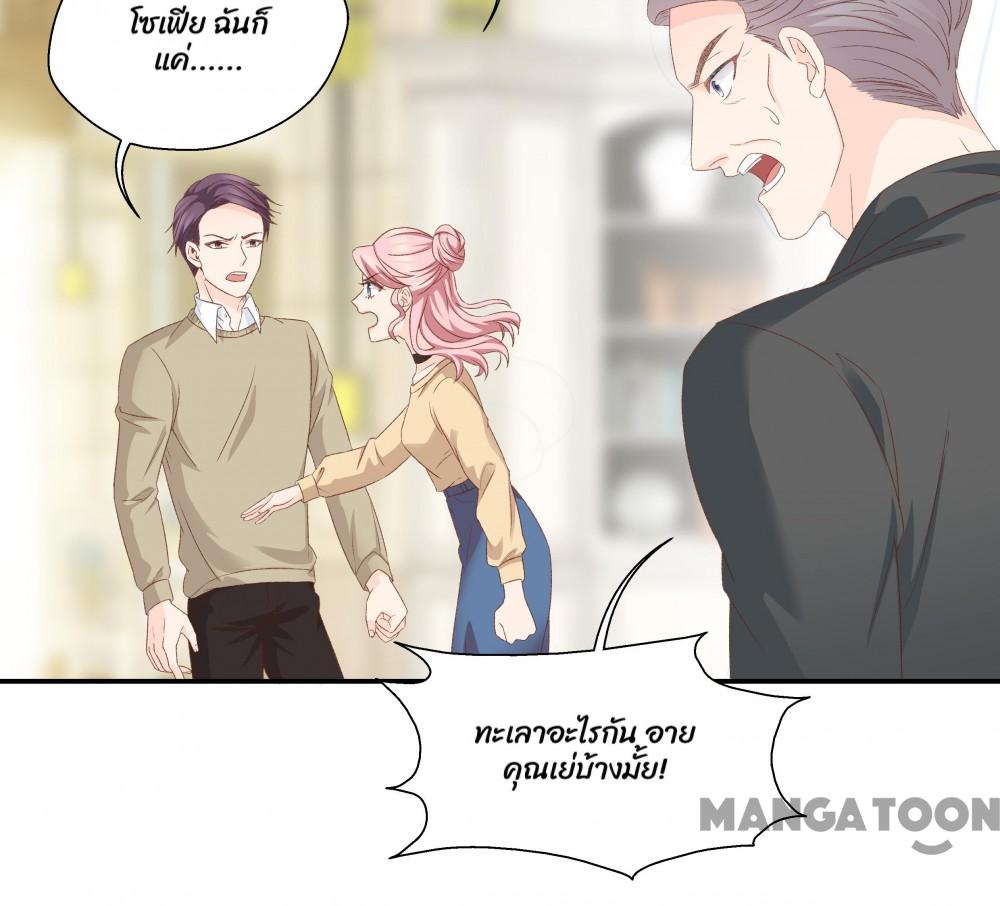 โซเฟีย ฉันก็
แค่......
ทะเลาอะไรกัน อาย
คุณเย่บ้างมั้ย!
MANGATOON